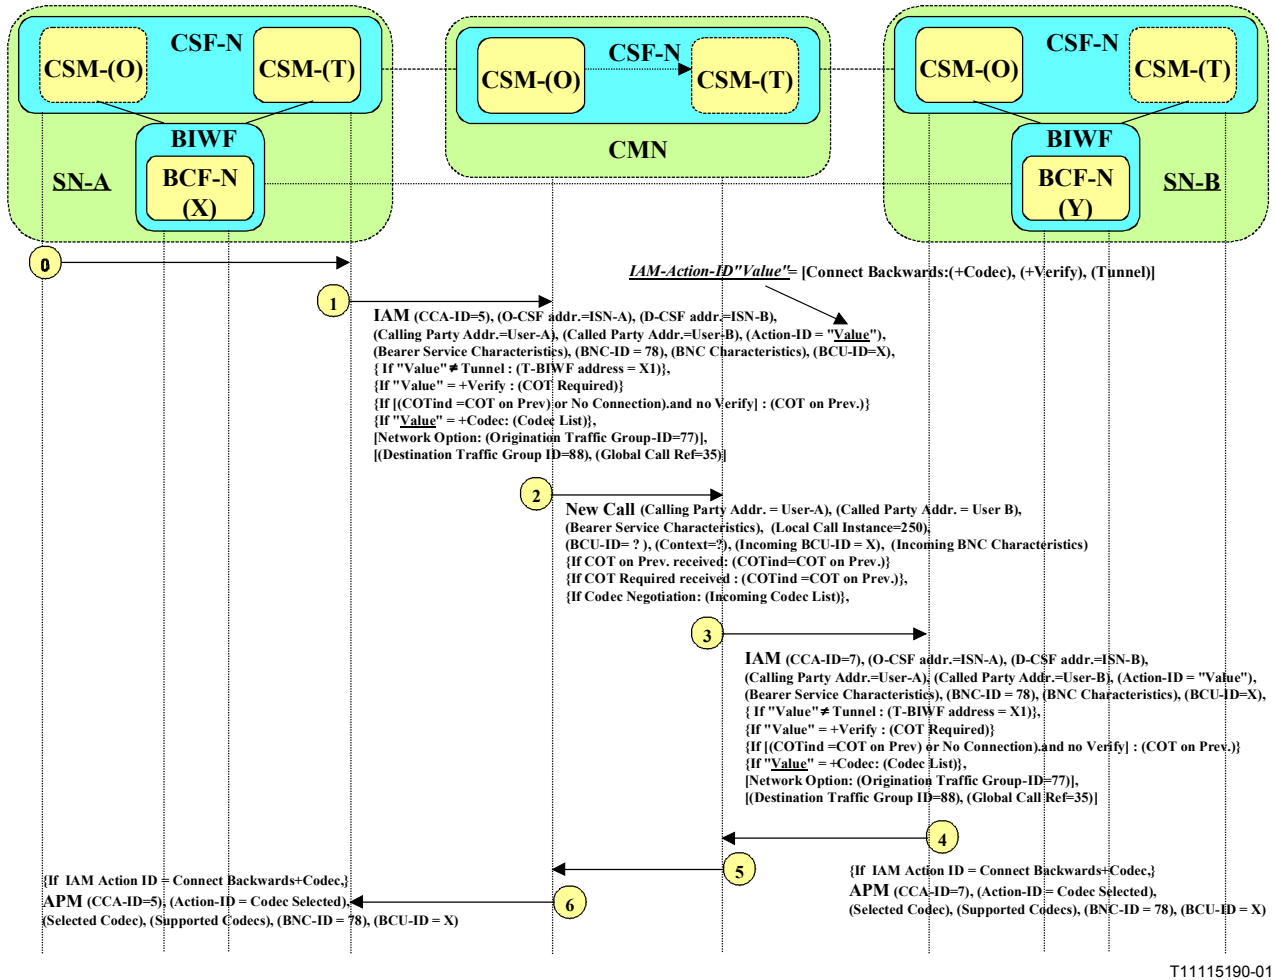 CSF-N
CSM-(O)
CSM-(T)
BIWF
SN-A
BCF-N
(X)
CSF-N
CSM-(O)
CSM-(T)
CMN
CSF-N
CSM-(O)
CSM-(T)
BIWF
BCF-N
(Y)
SN-B
0
IAM-Action-ID"Value"= [Connect Backwards:(+Codec), (+Verify), (Tunnel)]
1
IAM (CCA-ID=5), (O-CSF addr.=ISN-A), (D-CSF addr.=ISN-B),
(Calling Party Addr.=User-A), (Called Party Addr.=User-B), (Action-ID = "Value"),
(Bearer Service Characteristics), (BNC-ID = 78), (BNC Characteristics), (BCU-ID=X),
{ If "Value"≠ Tunnel : (T-BIWF address = X1)},
{If "Value" = +Verify : (COT Required)}
{If [(COTind =COT on Prev) or No Connection).and no Verify] : (COT on Prev.)}
{If "Value" = +Codec: (Codec List)},
[Network Option: (Origination Traffic Group-ID=77)],
[(Destination Traffic Group ID=88), (Global Call Ref=35)]
2
New Call (Calling Party Addr. = User-A), (Called Party Addr. = User B),
(Bearer Service Characteristics), (Local Call Instance=250),
(BCU-ID= ? ), (Context=?), (Incoming BCU-ID = X), (Incoming BNC Characteristics)
{If COT on Prev. received: (COTind=COT on Prev.)}
{If COT Required received : (COTind =COT on Prev.)},
{If Codec Negotiation: (Incoming Codec List)},
3
IAM (CCA-ID=7), (O-CSF addr.=ISN-A), (D-CSF addr.=ISN-B),
(Calling Party Addr.=User-A), (Called Party Addr.=User-B), (Action-ID = "Value"),
(Bearer Service Characteristics), (BNC-ID = 78), (BNC Characteristics), (BCU-ID=X),
{ If "Value"≠ Tunnel : (T-BIWF address = X1)},
{If "Value" = +Verify : (COT Required)}
{If [(COTind =COT on Prev) or No Connection).and no Verify] : (COT on Prev.)}
{If "Value" = +Codec: (Codec List)},
[Network Option: (Origination Traffic Group-ID=77)],
[(Destination Traffic Group ID=88), (Global Call Ref=35)]
4
{If IAM Action ID = Connect Backwards+Codec,}
APM (CCA-ID=7), (Action-ID = Codec Selected),
(Selected Codec), (Supported Codecs), (BNC-ID = 78), (BCU-ID = X)
5
6
{If IAM Action ID = Connect Backwards+Codec,}
APM (CCA-ID=5), (Action-ID = Codec Selected),
(Selected Codec), (Supported Codecs), (BNC-ID = 78), (BCU-ID = X)
T11115190-01